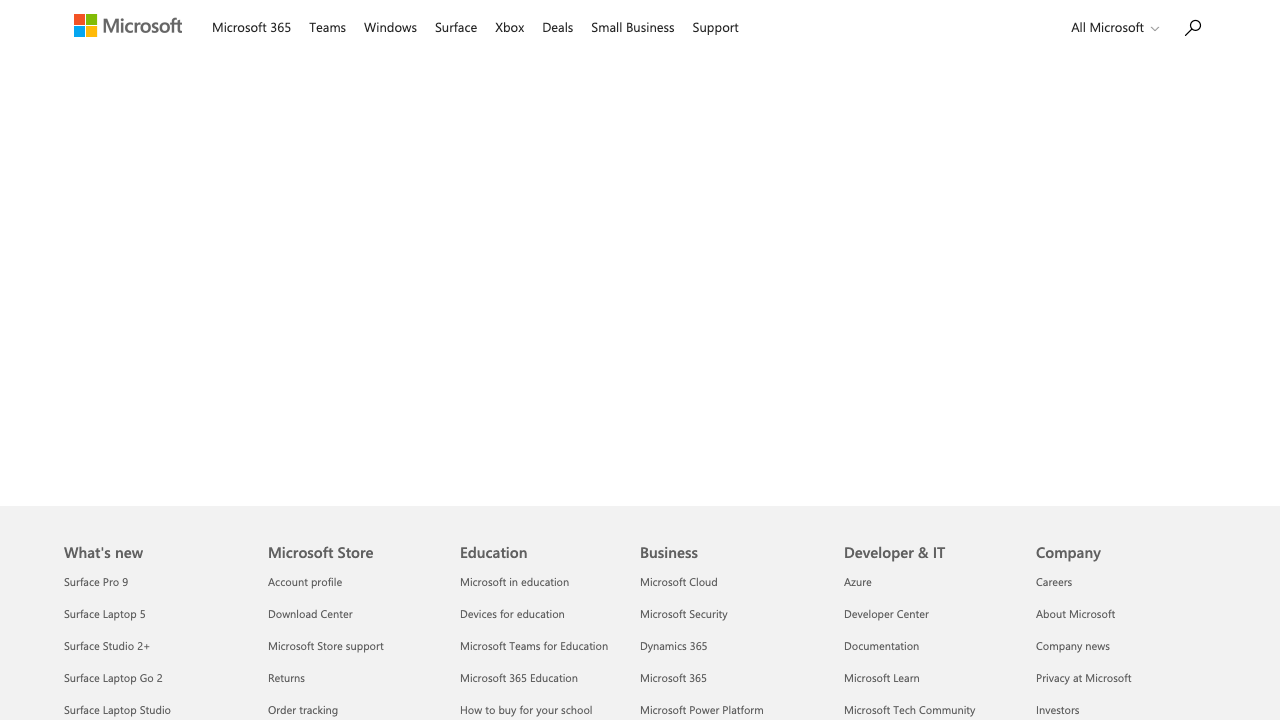 Microsoft Microsoft 365 Teams Windows Surface Xbox Deals Small Business Support All Microsoft
What's new Microsoft Store Education Business Developer & IT Company
Surface Pro 9 Account profile Microsoft in education Microsoft Cloud Azure Careers
Surface Laptop 5 Download Center Devices for education Microsoft Security Developer Center About Microsoft
Surface Studio 2+ Microsoft Store support Microsoft Teams for Education Dynamics 365 Documentation Company news
Surface Laptop Go 2 Returns Microsoft 365 Education Microsoft 365 Microsoft Learn Privacy at Microsoft
Surface Laptop Studio Order tracking How to buy for your school Microsoft Power Platform Microsoft Tech Community Investors